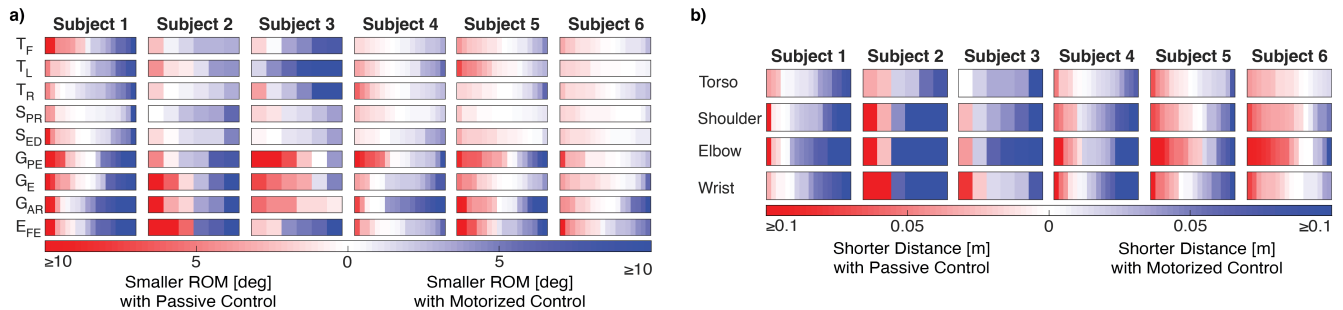 a)
Subject 1 Subject 2 Subject 3 Subject 4 Subject 5 Subject 6
T_F
T_L
T_R
S_PR
S_ED
G_PE
G_E
G_AR
E_FE
≥10 5 0 5 ≥10
Smaller ROM [deg]
with Passive Control
Smaller ROM [deg]
with Motorized Control
b)
Subject 1 Subject 2 Subject 3 Subject 4 Subject 5 Subject 6
Torso
Shoulder
Elbow
Wrist
≥0.1 0.05 0 0.05 ≥0.1
Shorter Distance [m]
with Passive Control
Shorter Distance [m]
with Motorized Control